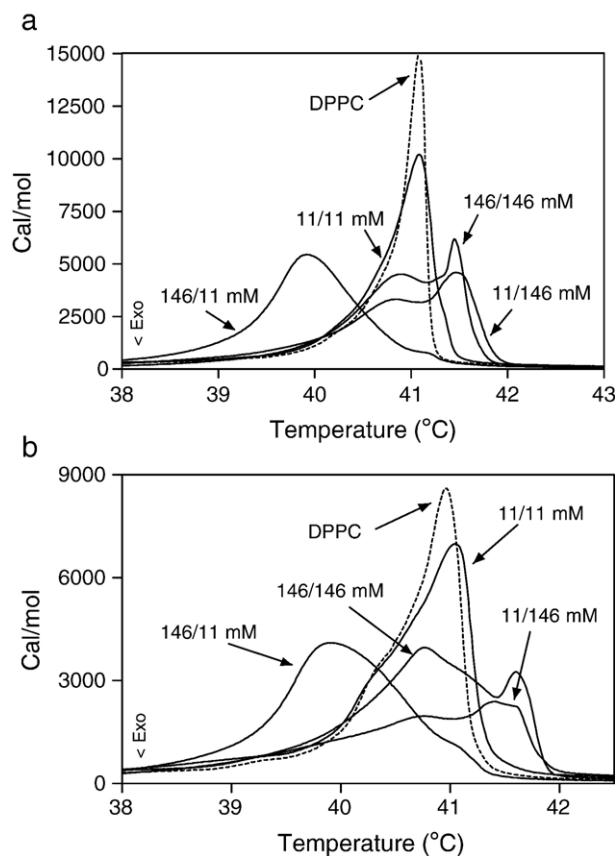 a
15000
12500
10000
7500
5000
2500
0
Cal/mol
< Exo
DPPC
11/11 mM
146/146 mM
146/11 mM
11/146 mM
38 39 40 41 42 43
Temperature (°C)
b
9000
6000
3000
0
Cal/mol
< Exo
DPPC
11/11 mM
146/146 mM
11/146 mM
146/11 mM
38 39 40 41 42
Temperature (°C)